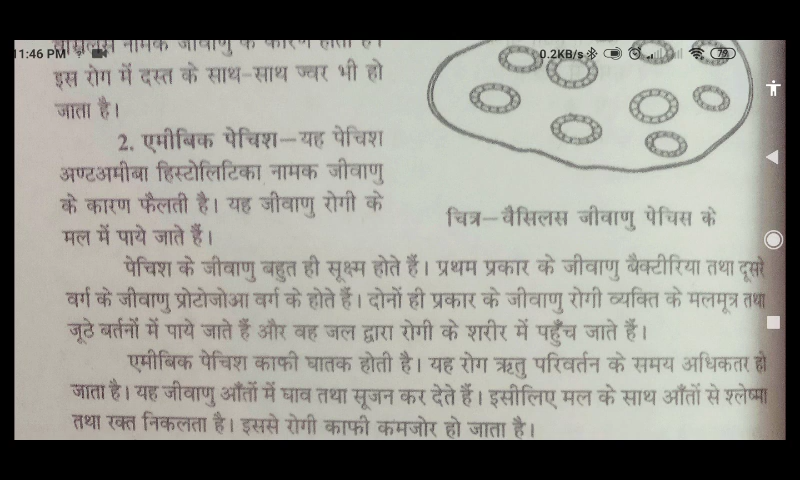 11:46 PM
0.2KB/s
79
बासिलस नामक जीवाणु के कारण होता है।
इस रोग में दस्त के साथ-साथ ज्वर भी हो
जाता है।
2. एमीबिक पेचिश—यह पेचिश
अण्टअमीबा हिस्टोलिटिका नामक जीवाणु
के कारण फैलती है। यह जीवाणु रोगी के
मल में पाये जाते हैं।
चित्र—वैसिलस जीवाणु पेचिस के
पेचिश के जीवाणु बहुत ही सूक्ष्म होते हैं। प्रथम प्रकार के जीवाणु बैक्टीरिया तथा दूसरे
वर्ग के जीवाणु प्रोटोजोआ वर्ग के होते हैं। दोनों ही प्रकार के जीवाणु रोगी व्यक्ति के मलमूत्र तथा
जूठे बर्तनों में पाये जाते हैं और वह जल द्वारा रोगी के शरीर में पहुँच जाते हैं।
एमीबिक पेचिश काफी घातक होती है। यह रोग ऋतु परिवर्तन के समय अधिकतर हो
जाता है। यह जीवाणु आँतों में घाव तथा सूजन कर देते हैं। इसीलिए मल के साथ आँतों से श्लेष्मा
तथा रक्त निकलता है। इससे रोगी काफी कमजोर हो जाता है।